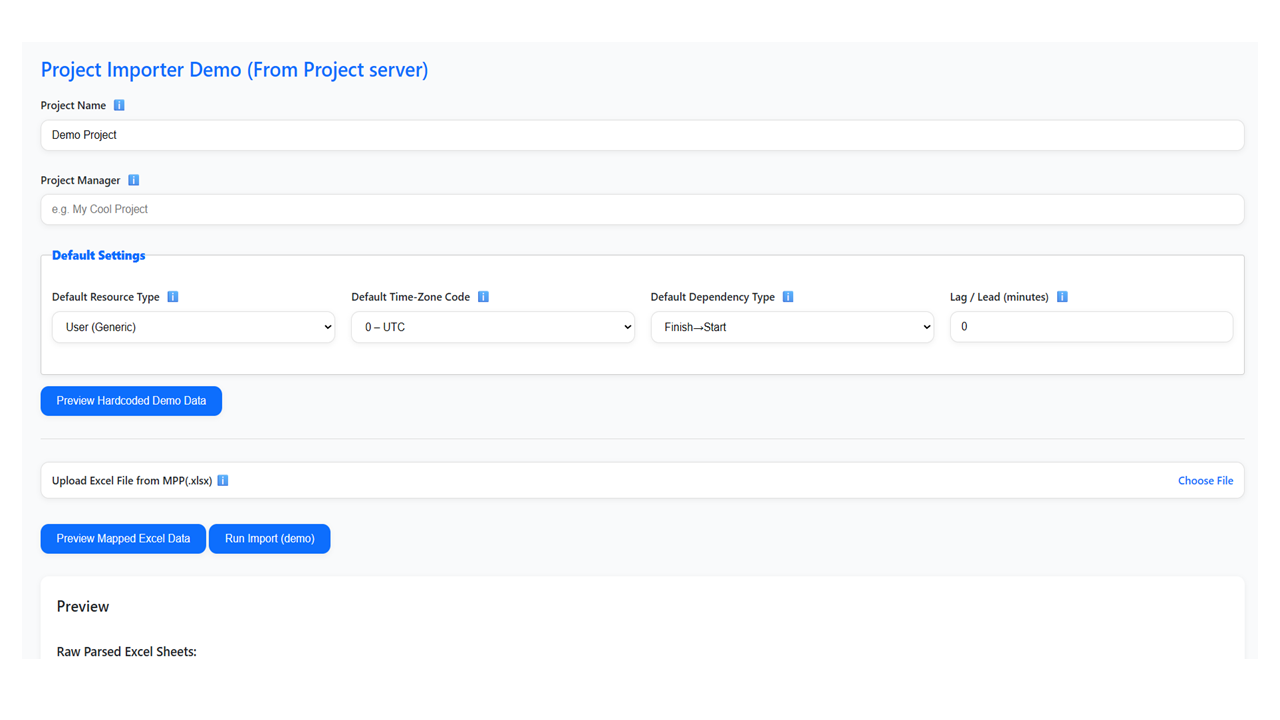 Project Importer Demo (From Project server)
Project Name i
Demo Project
Project Manager i
e.g. My Cool Project
Default Settings
Default Resource Type i Default Time-Zone Code i Default Dependency Type i Lag / Lead (minutes) i
User (Generic) 0 – UTC Finish→Start 0
Preview Hardcoded Demo Data
Upload Excel File from MPP(.xlsx) i Choose File
Preview Mapped Excel Data Run Import (demo)
Preview
Raw Parsed Excel Sheets: